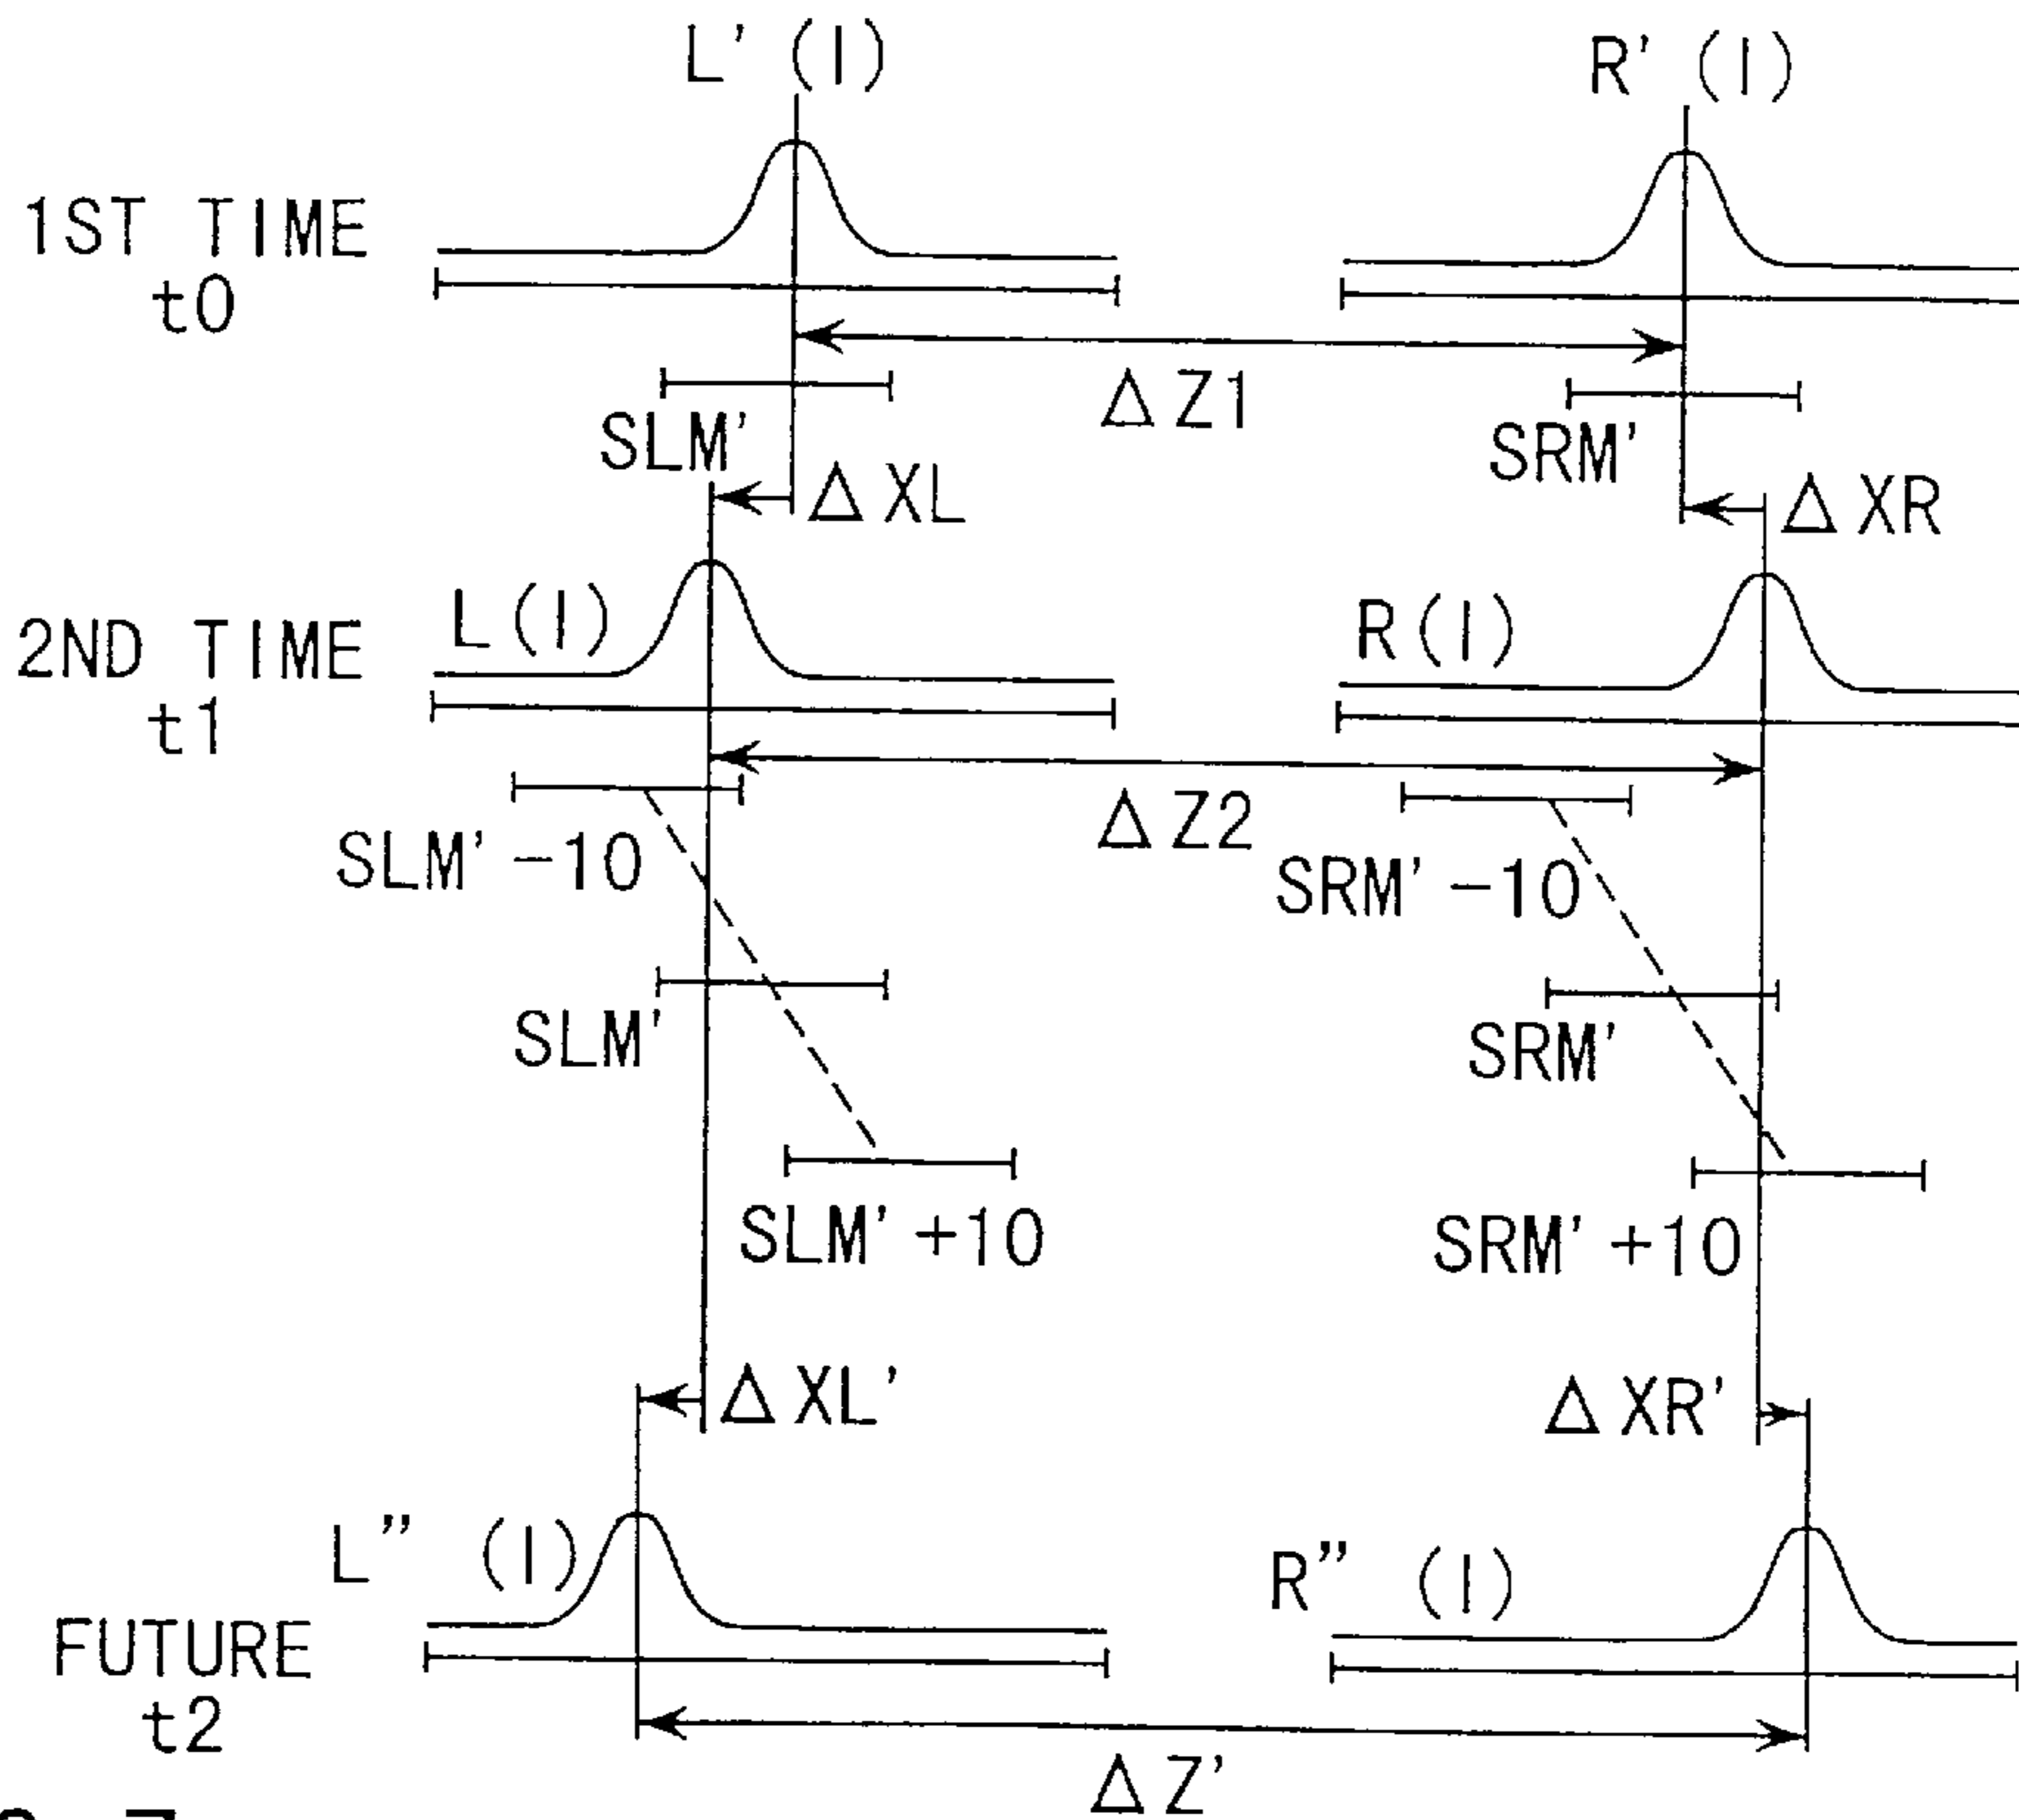 L' (I)
R' (I)
1ST TIME
t0
ΔZ1
SLM'
SRM'
ΔXL
ΔXR
L(I)
R(I)
2ND TIME
t1
ΔZ2
SLM'-10
SRM'-10
SLM'
SRM'
SLM'+10
SRM'+10
ΔXL'
ΔXR'
L" (I)
R" (I)
FUTURE
t2
ΔZ'